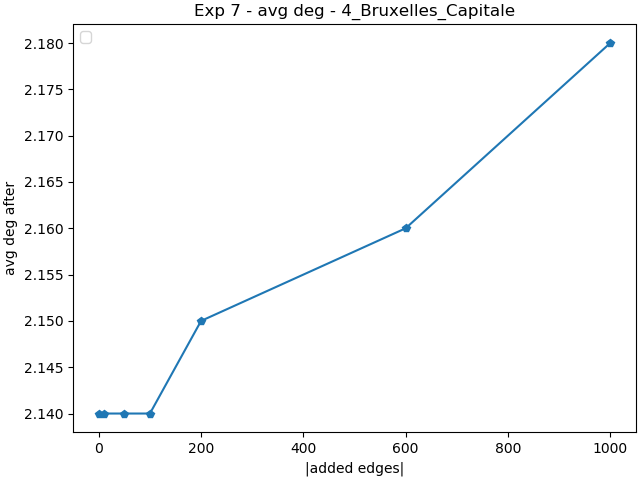 Exp 7 - avg deg - 4_Bruxelles_Capitale
2.180
2.175
2.170
2.165
2.160
2.155
2.150
2.145
2.140
avg deg after
0 200 400 600 800 1000
|added edges|